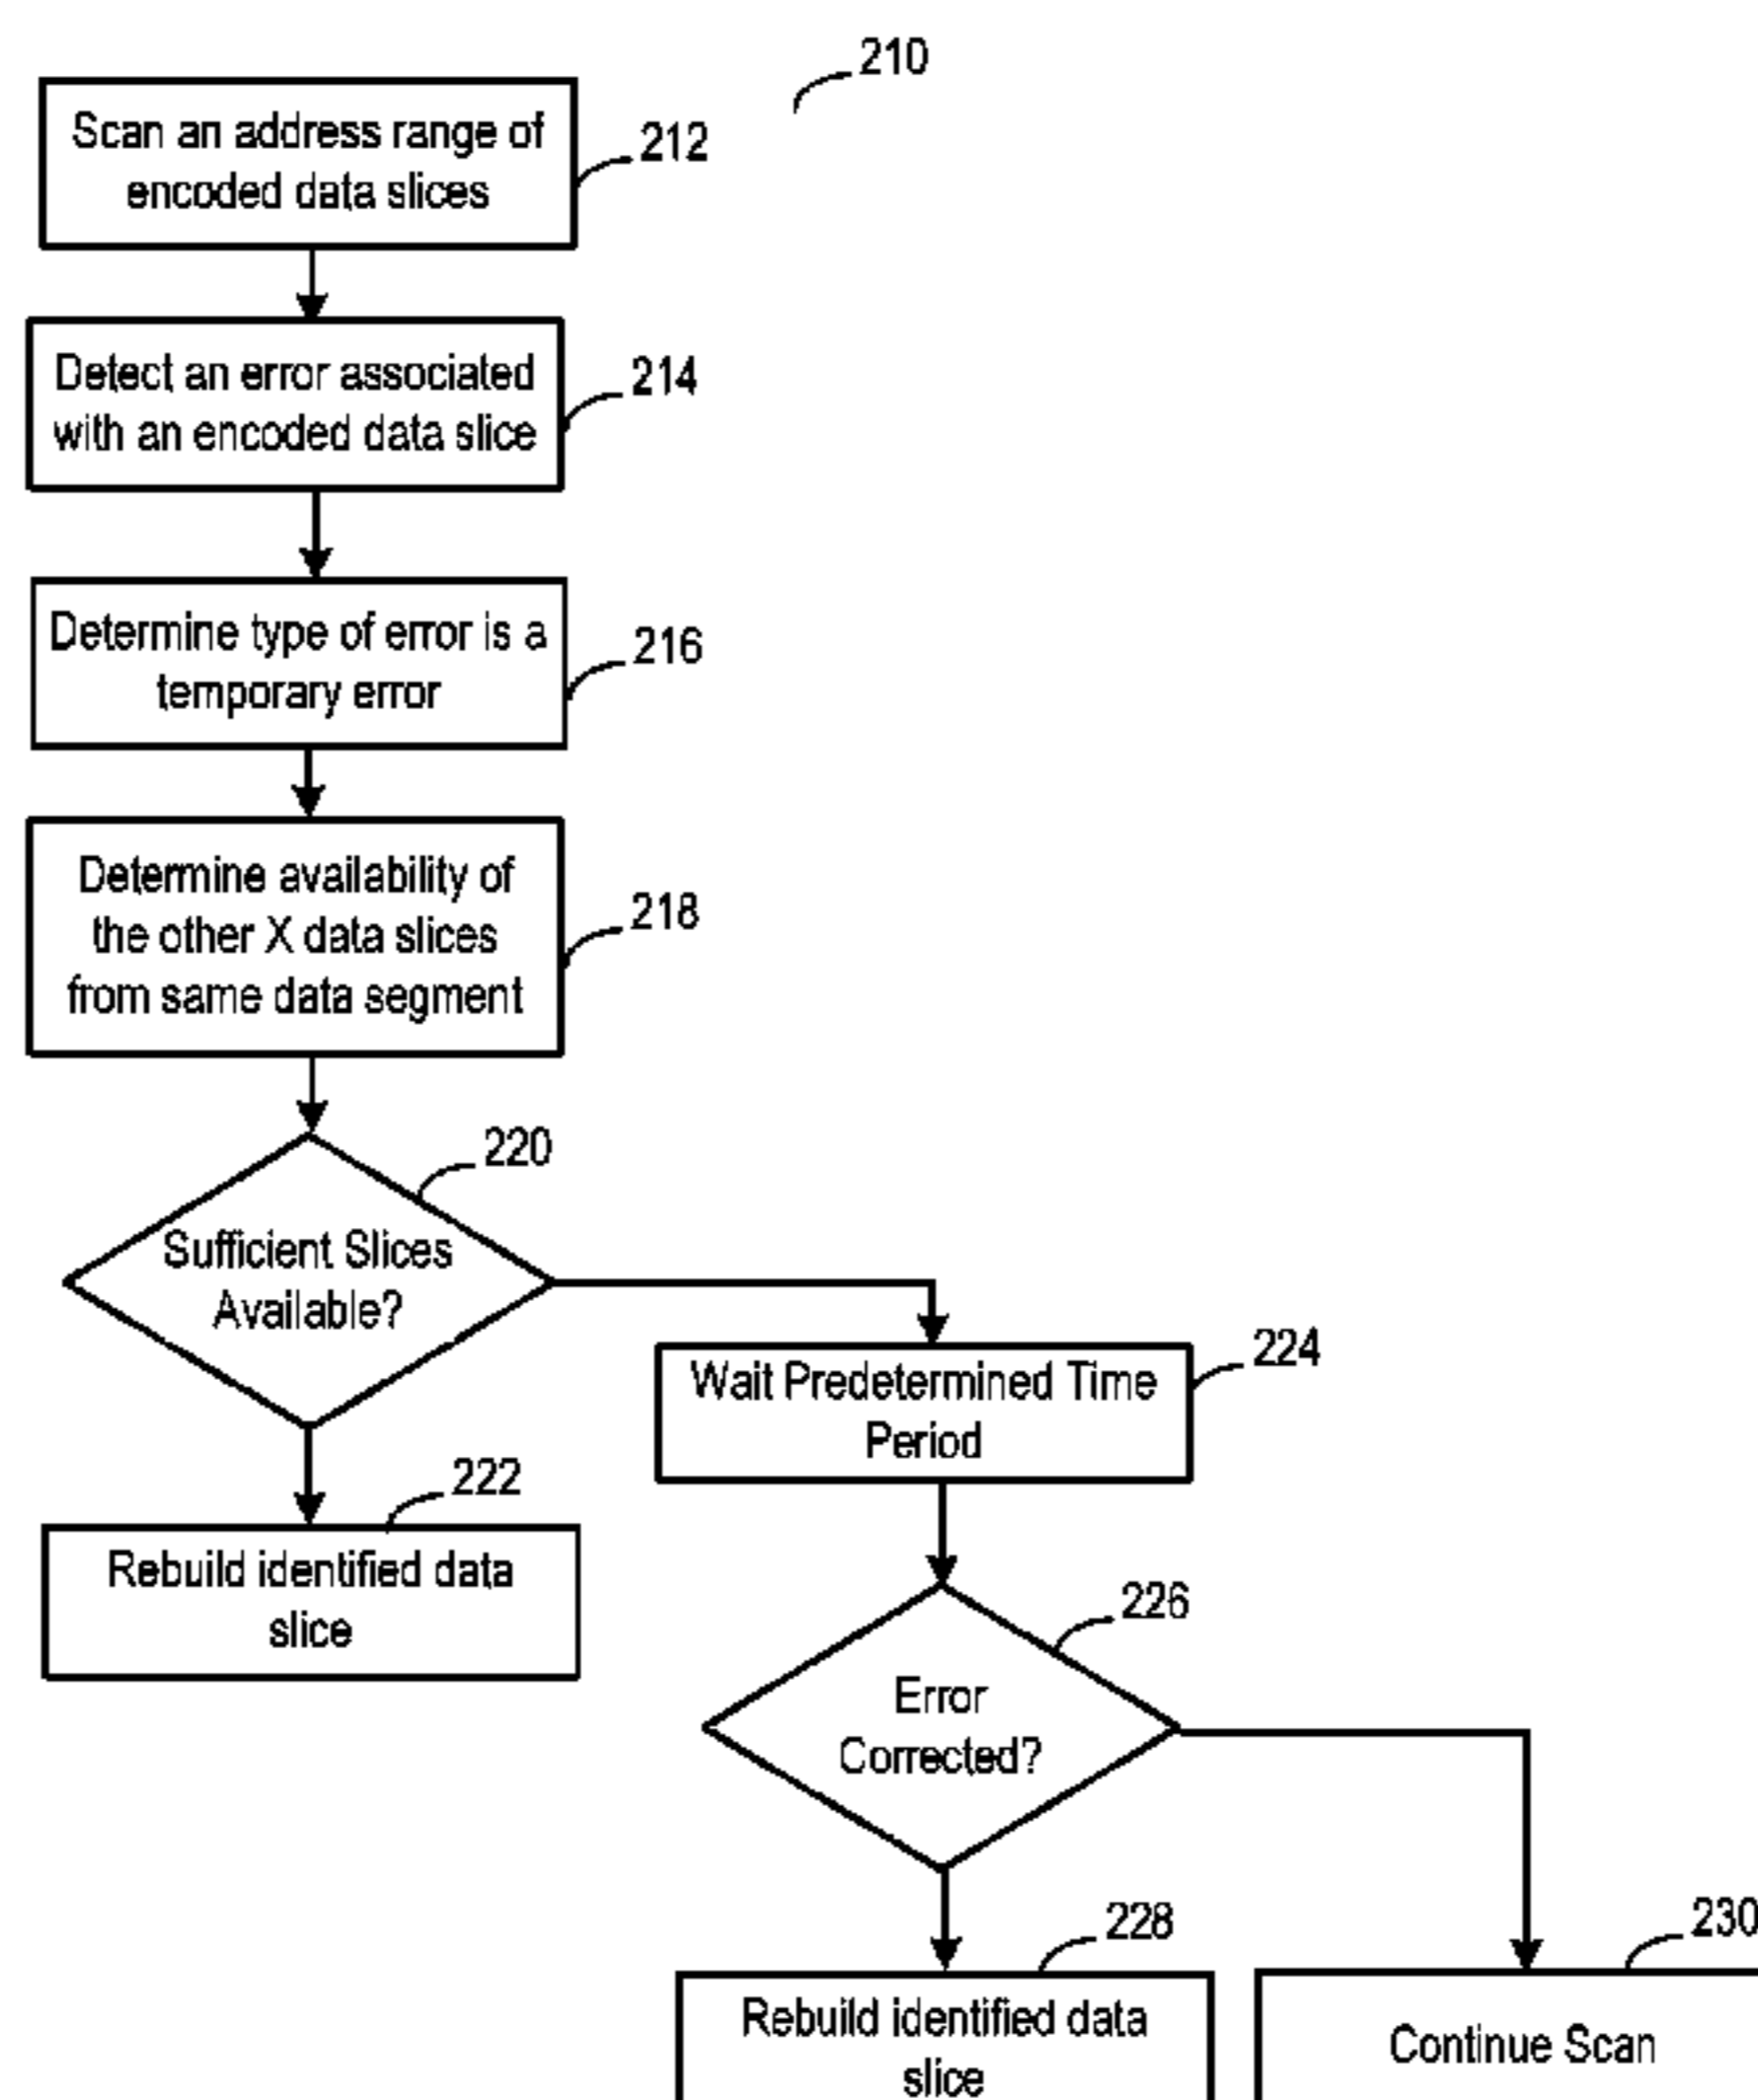 210
Scan an address range of
encoded data slices
212
Detect an error associated
with an encoded data slice
214
Determine type of error is a
temporary error
216
Determine availability of
the other X data slices
from same data segment
218
220
Sufficient Slices
Available?
222
Rebuild identified data
slice
224
Wait Predetermined Time
Period
226
Error
Corrected?
228
Rebuild identified data
slice
230
Continue Scan